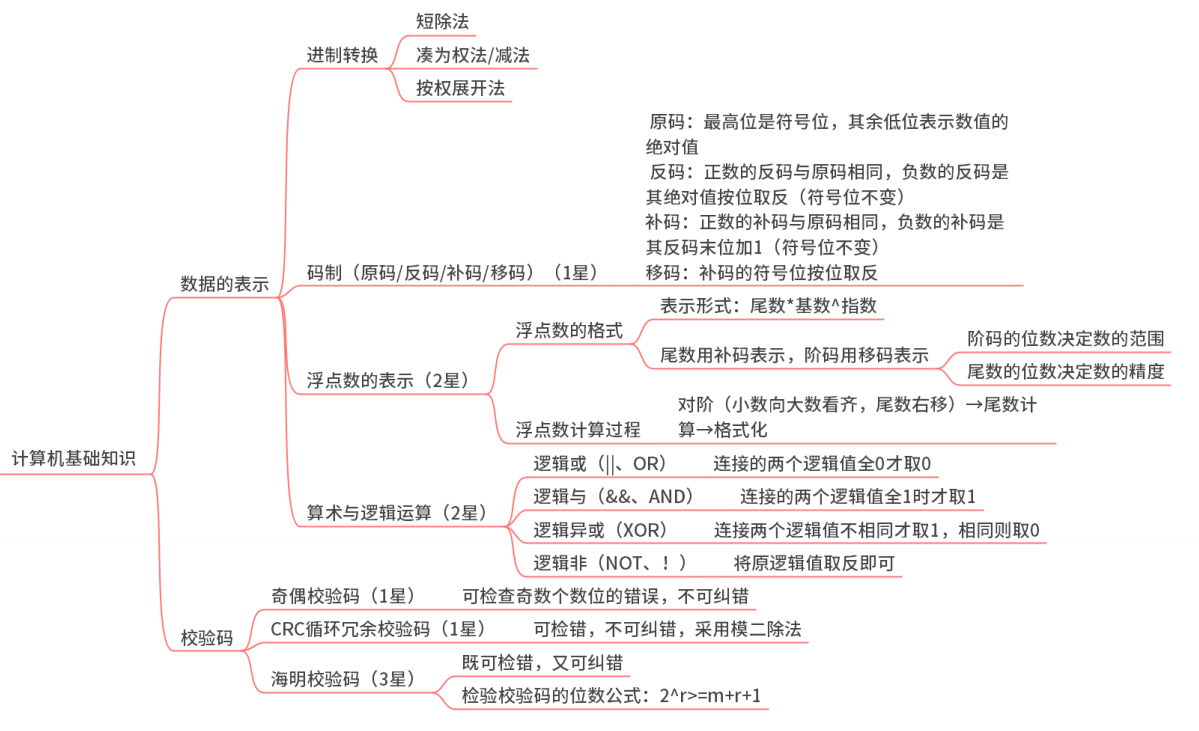 短除法
进制转换
凑为权法/减法
按权展开法
原码：最高位是符号位，其余低位表示数值的
绝对值
反码：正数的反码与原码相同，负数的反码是
其绝对值按位取反（符号位不变）
补码：正数的补码与原码相同，负数的补码是
其反码末位加1（符号位不变）
码制（原码/反码/补码/移码）（1星）
移码：补码的符号位按位取反
数据的表示
表示形式：尾数*基数^指数
浮点数的格式
尾数用补码表示，阶码用移码表示
阶码的位数决定数的范围
尾数的位数决定数的精度
浮点数的表示（2星）
对阶（小数向大数看齐，尾数右移）→尾数计
算→格式化
浮点数计算过程
计算机基础知识
逻辑或（||、OR）
连接的两个逻辑值全0才取0
逻辑与（&&、AND）
连接的两个逻辑值全1时才取1
算术与逻辑运算（2星）
逻辑异或（XOR）
连接两个逻辑值不相同才取1，相同则取0
逻辑非（NOT、！）
将原逻辑值取反即可
奇偶校验码（1星）
可检查奇数个数位的错误，不可纠错
校验码
CRC循环冗余校验码（1星）
可检错，不可纠错，采用模二除法
海明校验码（3星）
既可检错，又可纠错
检验校验码的位数公式：2^r>=m+r+1